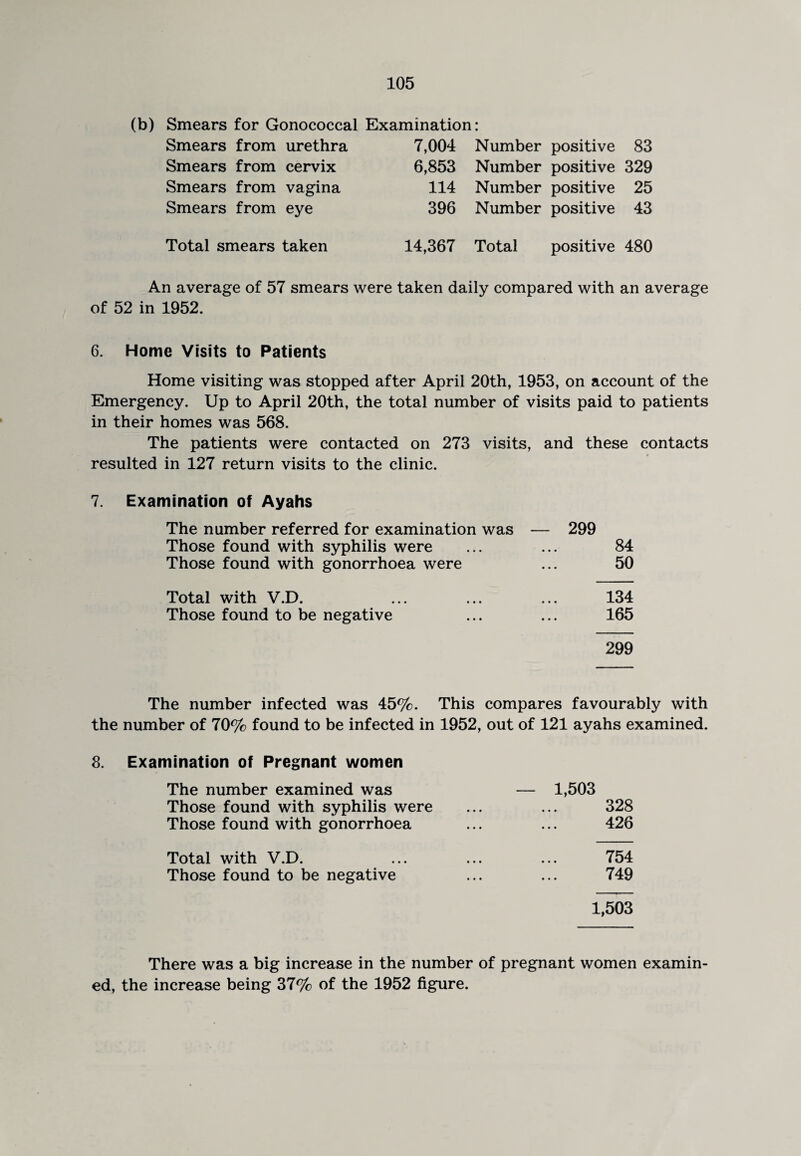 105
(b) Smears for Gonococcal Examination:
Smears from urethra 7,004 Number positive 83
Smears from cervix 6,853 Number positive 329
Smears from vagina 114 Number positive 25
Smears from eye 396 Number positive 43
Total smears taken 14,367 Total positive 480
An average of 57 smears were taken daily compared with an average
of 52 in 1952.
6. Home Visits to Patients
Home visiting was stopped after April 20th, 1953, on account of the
Emergency. Up to April 20th, the total number of visits paid to patients
in their homes was 568.
The patients were contacted on 273 visits, and these contacts
resulted in 127 return visits to the clinic.
7. Examination of Ayahs
The number referred for examination was — 299
Those found with syphilis were ... ... 84
Those found with gonorrhoea were ... 50
Total with V.D. ... ... ... 134
Those found to be negative ... ... 165
299
The number infected was 45%. This compares favourably with
the number of 70% found to be infected in 1952, out of 121 ayahs examined.
8. Examination of Pregnant women
The number examined was — 1,503
Those found with syphilis were ... ... 328
Those found with gonorrhoea ... ... 426
Total with V.D. ... ... ... 754
Those found to be negative ... ... 749
1,503
There was a big increase in the number of pregnant women examin-
ed, the increase being 37% of the 1952 figure.